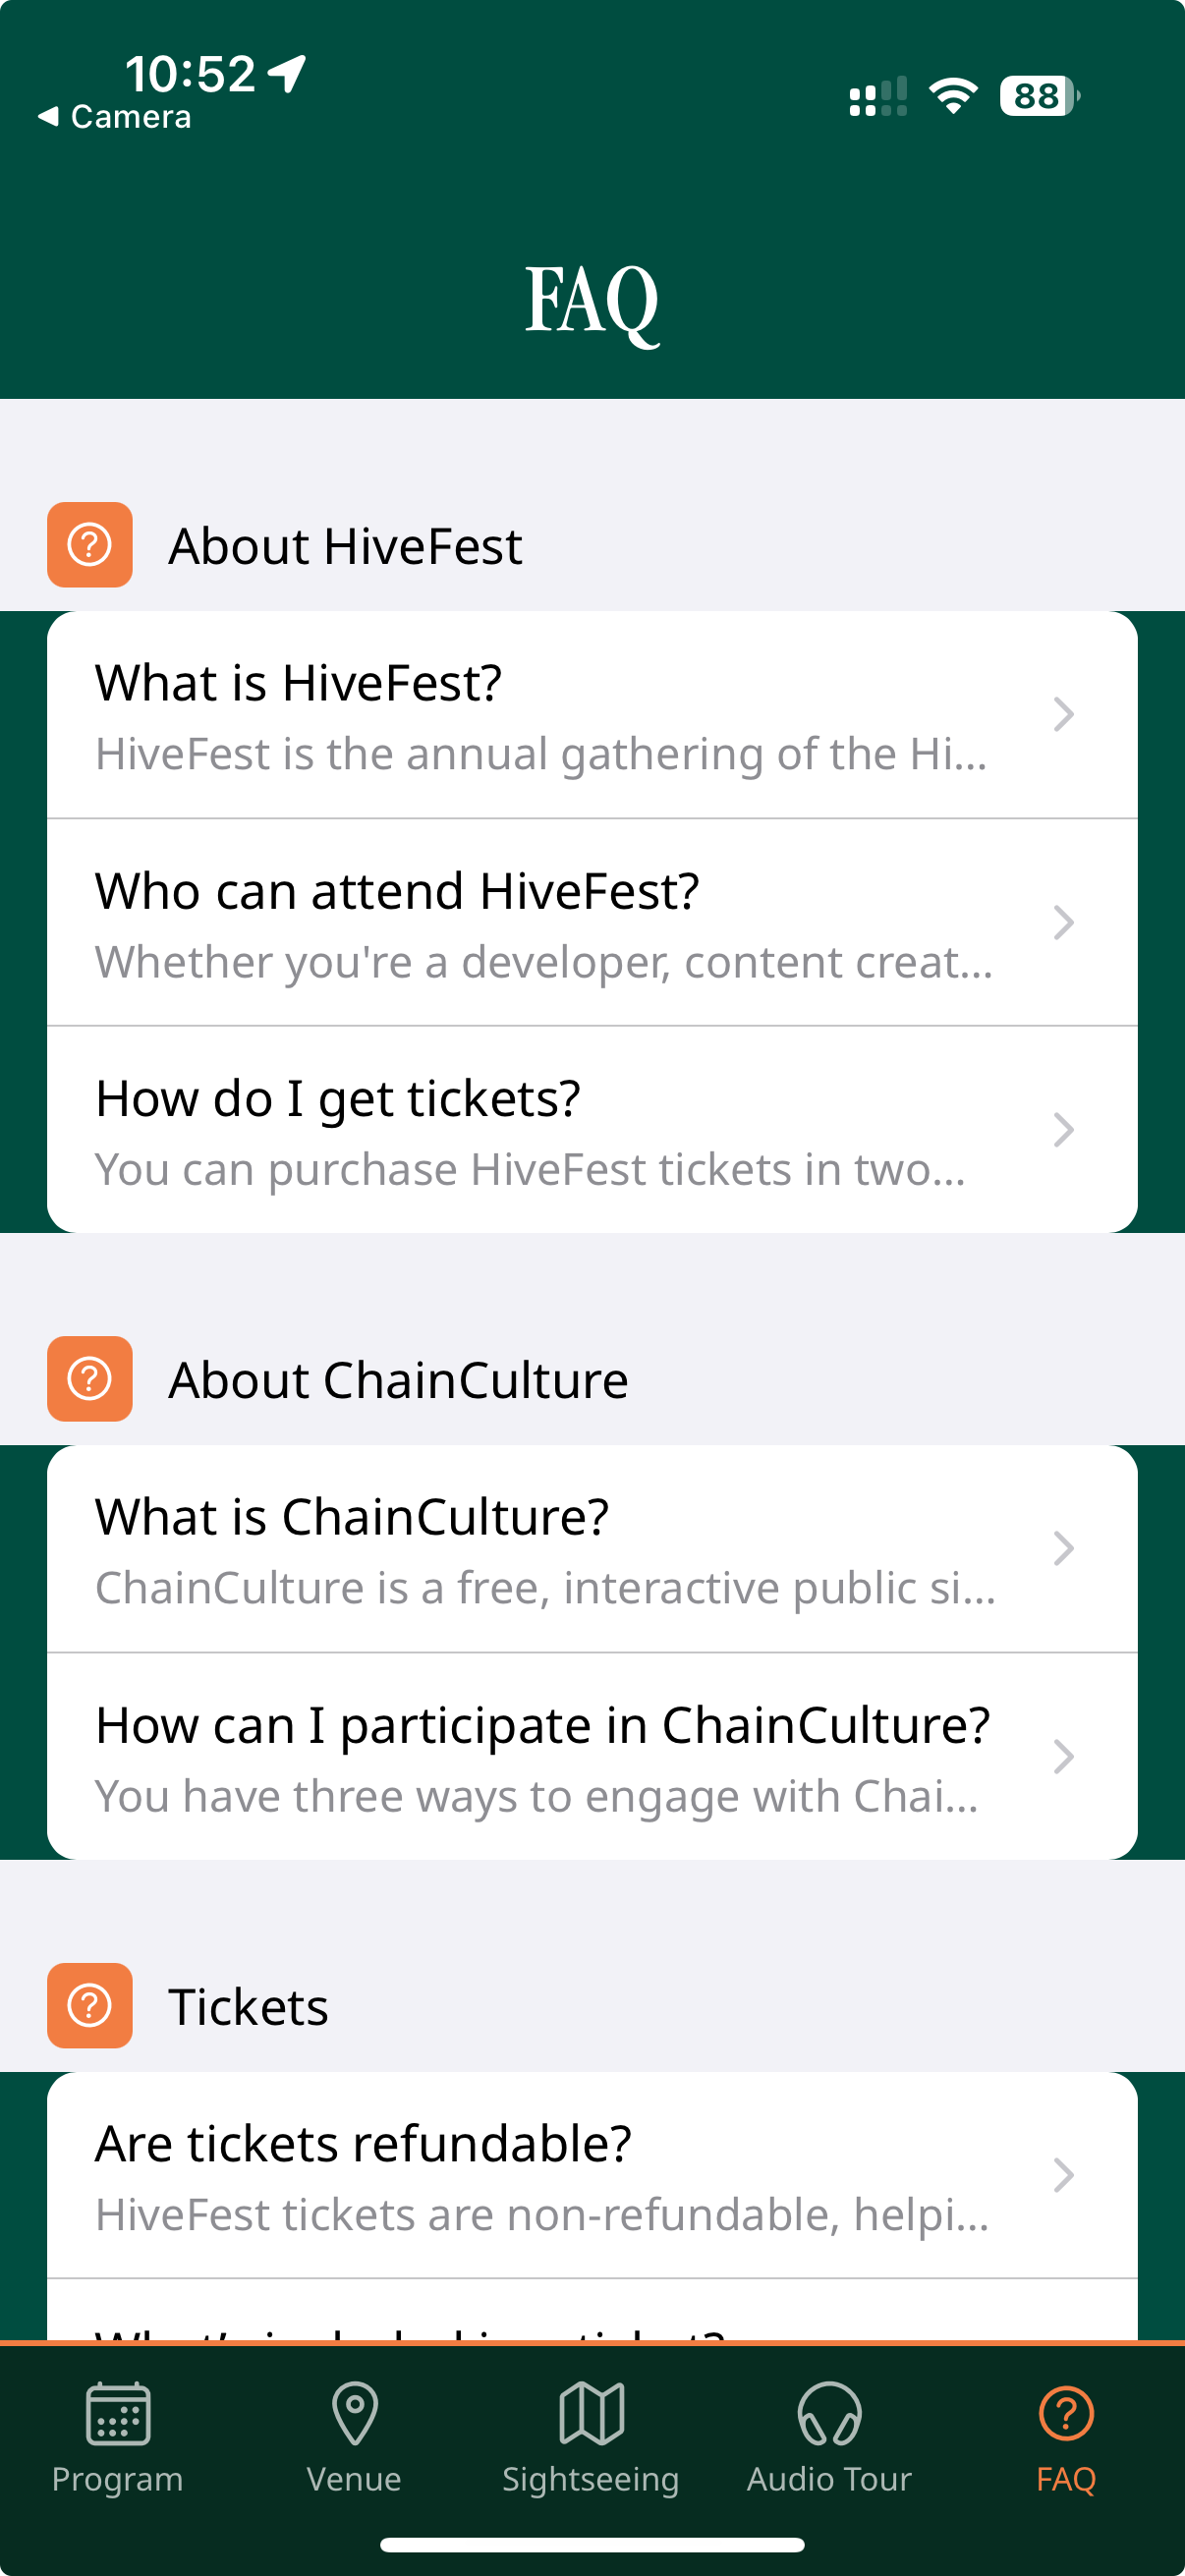 10:52
Camera
88
FAQ
About HiveFest
What is HiveFest?
HiveFest is the annual gathering of the Hi...
Who can attend HiveFest?
Whether you're a developer, content creat...
How do I get tickets?
You can purchase HiveFest tickets in two...
About ChainCulture
What is ChainCulture?
ChainCulture is a free, interactive public si...
How can I participate in ChainCulture?
You have three ways to engage with Chai...
Tickets
Are tickets refundable?
HiveFest tickets are non-refundable, helpi...
Program Venue Sightseeing Audio Tour FAQ